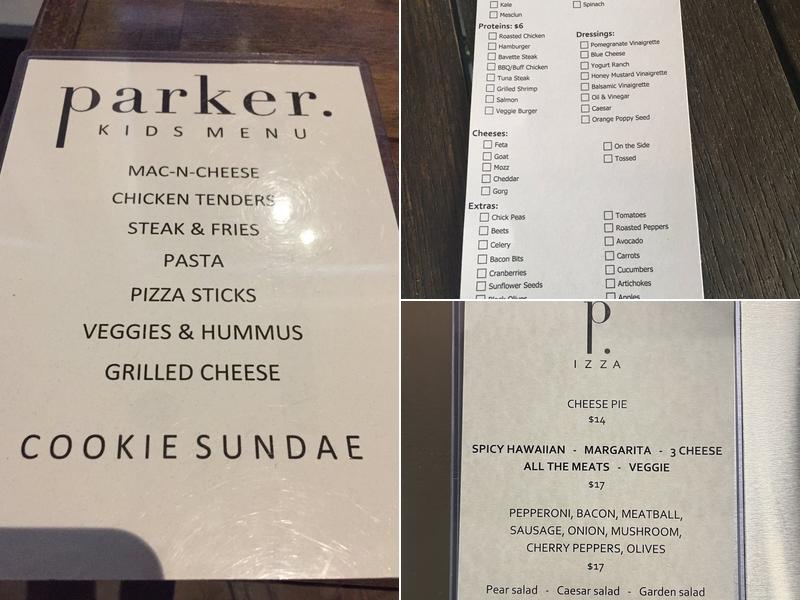 parker.
KIDS MENU
MAC-N-CHEESE
CHICKEN TENDERS
STEAK & FRIES
PASTA
PIZZA STICKS
VEGGIES & HUMMUS
GRILLED CHEESE
COOKIE SUNDAE
Kale
Spinach
Mesclun
Proteins: $6
Roasted Chicken
Hamburger
Bavette Steak
BBQ/Buff Chicken
Tuna Steak
Grilled Shrimp
Salmon
Veggie Burger
Dressings:
Pomegranate Vinaigrette
Blue Cheese
Yogurt Ranch
Honey Mustard Vinaigrette
Balsamic Vinaigrette
Oil & Vinegar
Caesar
Orange Poppy Seed
Cheeses:
Feta
Goat
Mozz
Cheddar
Gorg
On the Side
Tossed
Extras:
Chick Peas
Beets
Celery
Bacon Bits
Cranberries
Sunflower Seeds
Black Olives
Tomatoes
Roasted Peppers
Avocado
Carrots
Cucumbers
Artichokes
Apples
p.
IZZA
CHEESE PIE
$14
SPICY HAWAIIAN - MARGARITA - 3 CHEESE
ALL THE MEATS - VEGGIE
$17
PEPPERONI, BACON, MEATBALL,
SAUSAGE, ONION, MUSHROOM,
CHERRY PEPPERS, OLIVES
$17
Pear salad - Caesar salad - Garden salad